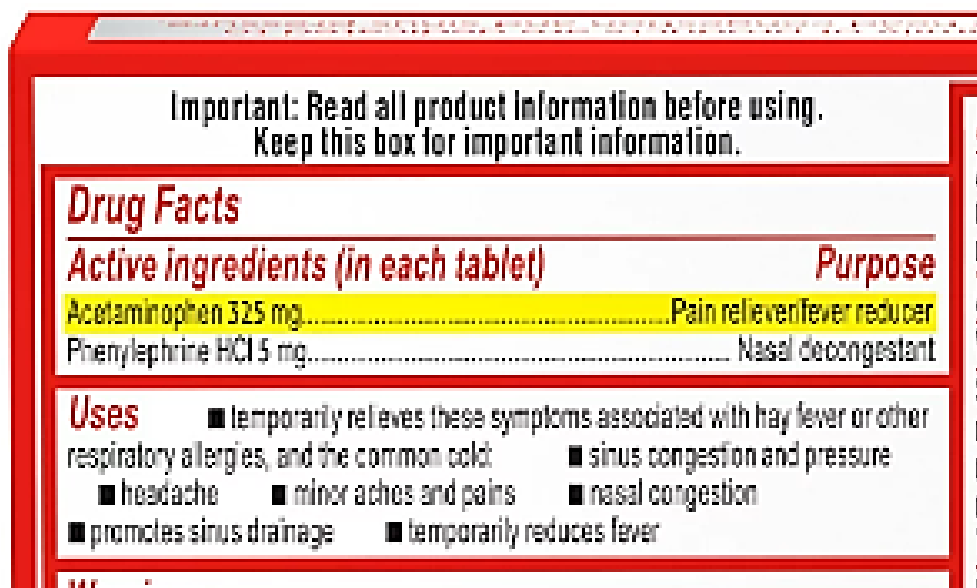 Important: Read all product information before using.
Keep this box for important information.
Drug Facts
Active ingredients (in each tablet) Purpose
Acetaminophen 325 mg..........................................................Pain reliever/fever reducer
Phenylephrine HCl 5 mg.................................................................. Nasal decongestant
Uses ■ temporarily relieves these symptoms associated with hay fever or other
respiratory allergies, and the common cold: ■ sinus congestion and pressure
■ headache ■ minor aches and pains ■ nasal congestion
■ promotes sinus drainage ■ temporarily reduces fever